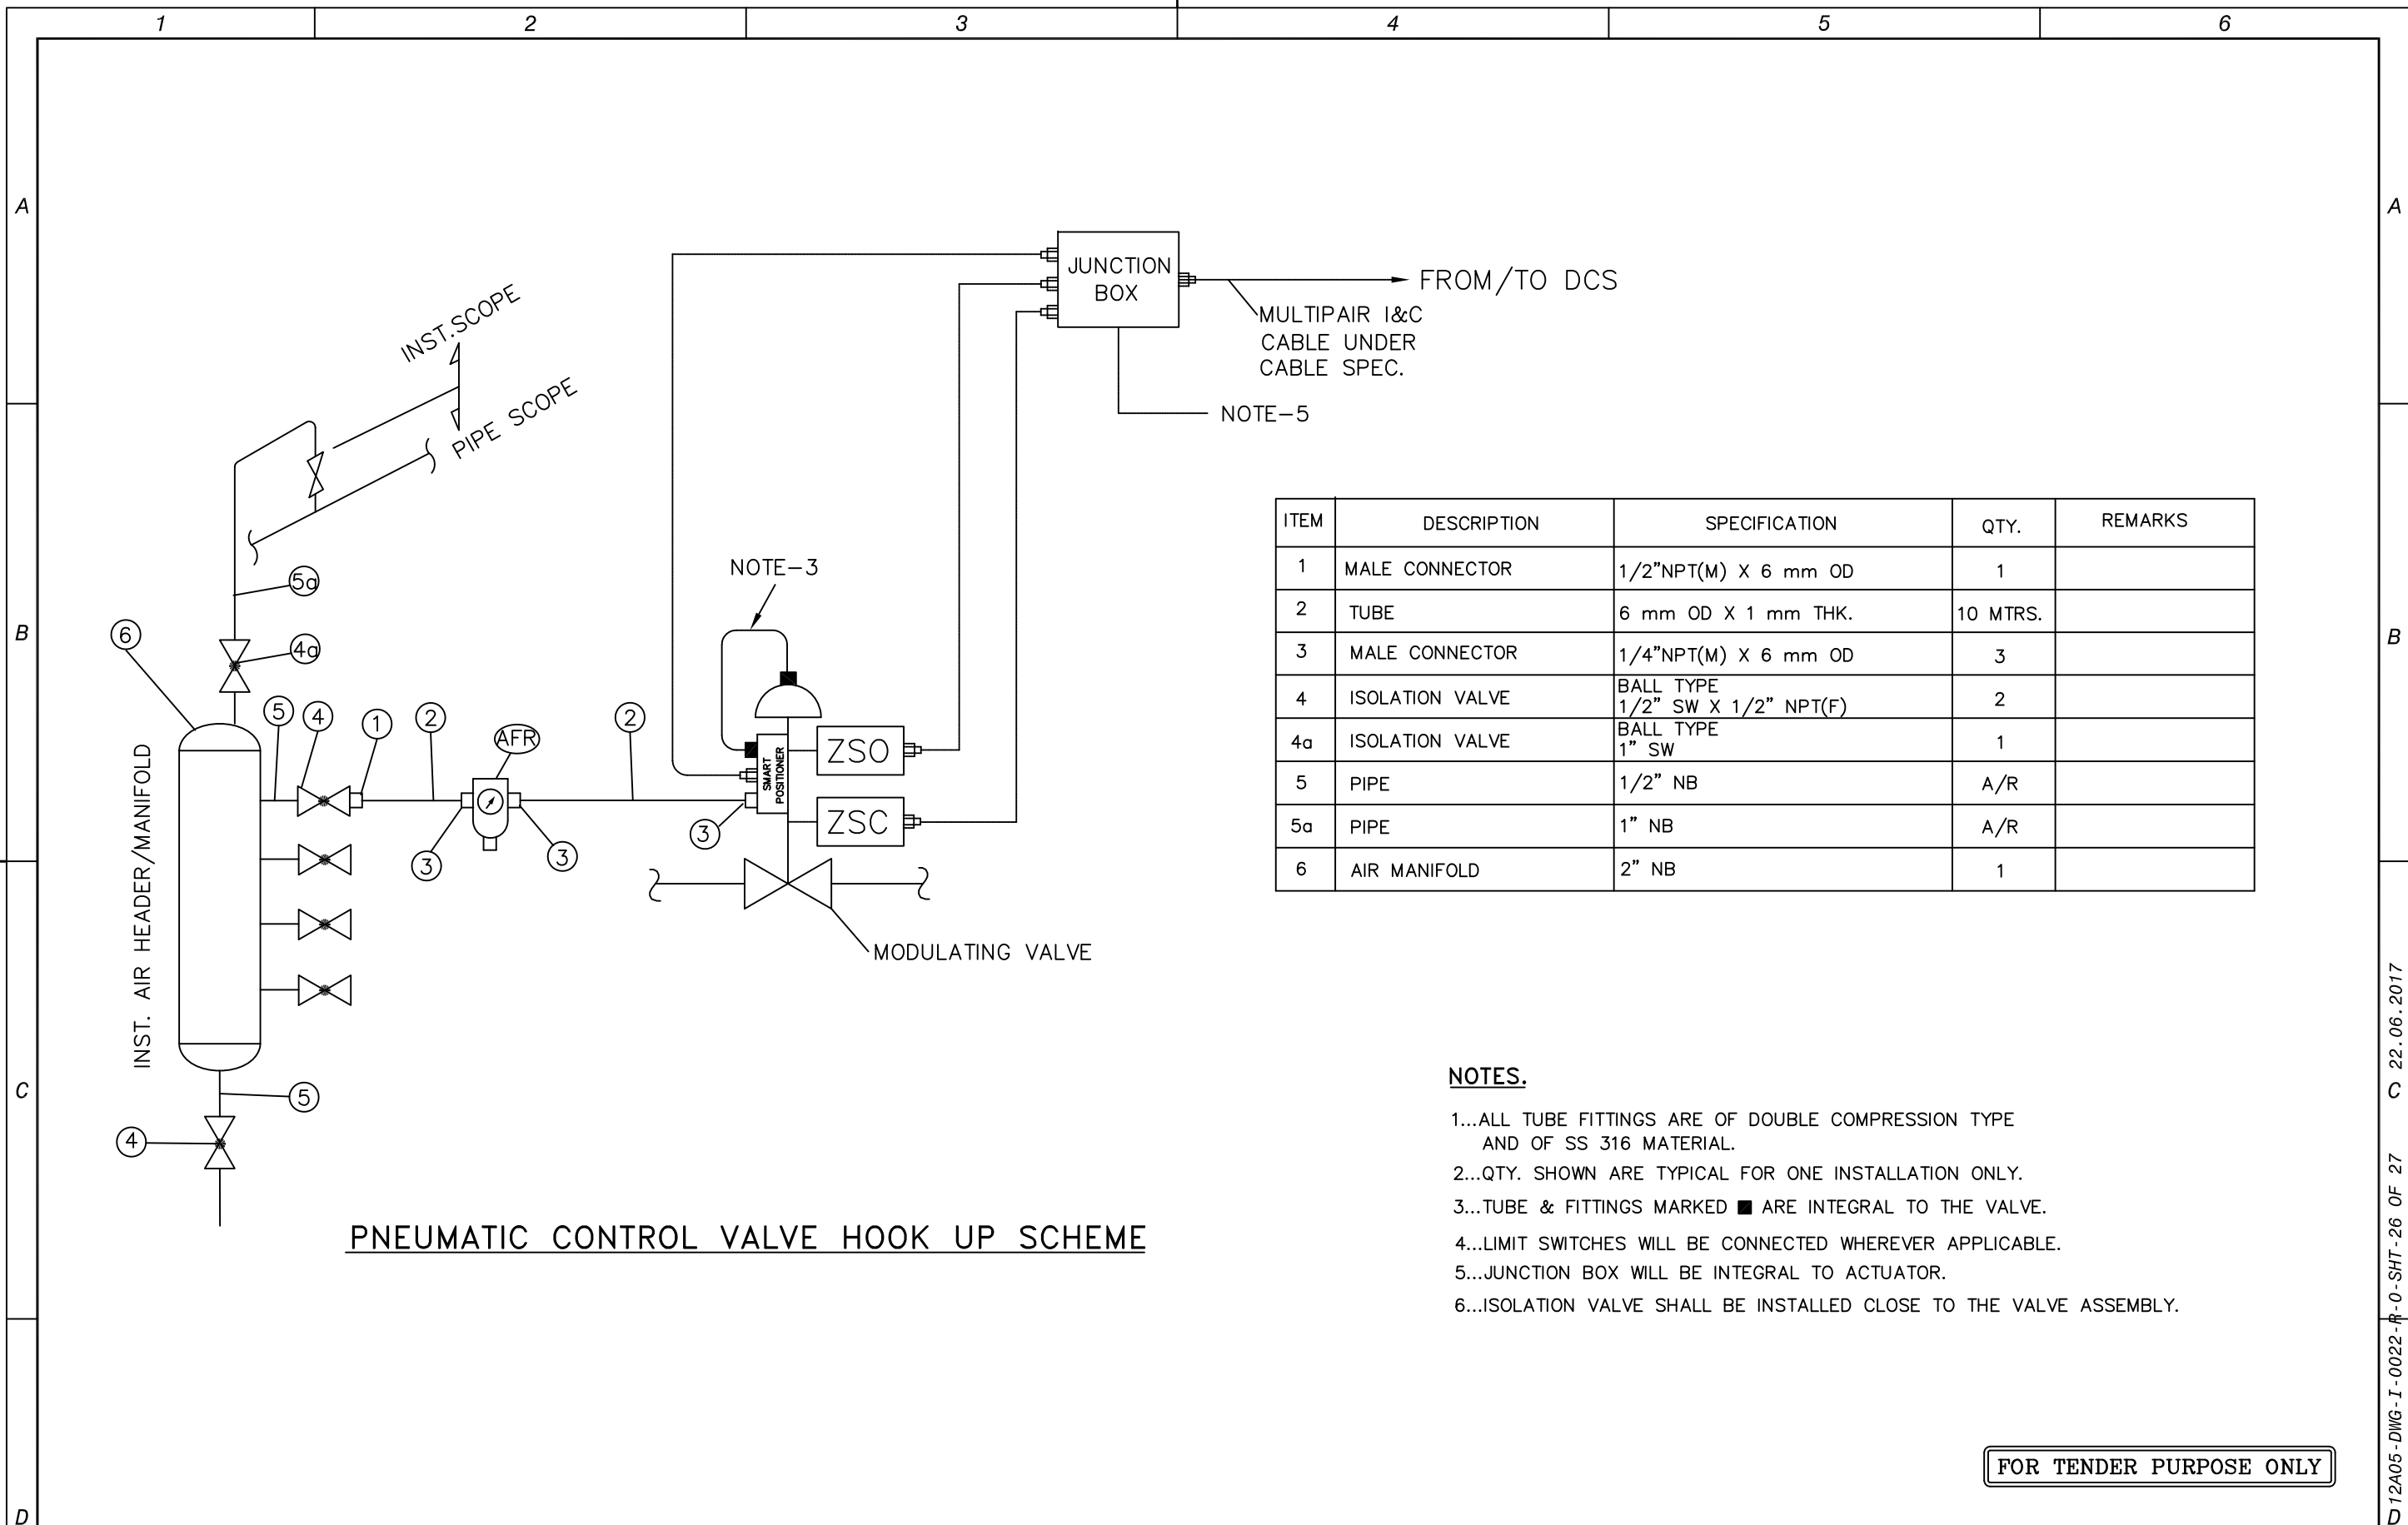 1 2 3 4 5 6
A A
INST.SCOPE
PIPE SCOPE
JUNCTION
BOX
FROM/TO DCS
MULTIPAIR I&C
CABLE UNDER
CABLE SPEC.
NOTE-5
NOTE-3
B B
5a
6
4a
5 4 1 2 AFR 2
SMART
POSITIONER
ZSO
ZSC
3 3 3
INST. AIR HEADER/MANIFOLD
MODULATING VALVE
5
4
ITEM DESCRIPTION SPECIFICATION QTY. REMARKS
1 MALE CONNECTOR 1/2"NPT(M) X 6 mm OD 1
2 TUBE 6 mm OD X 1 mm THK. 10 MTRS.
3 MALE CONNECTOR 1/4"NPT(M) X 6 mm OD 3
4 ISOLATION VALVE BALL TYPE
1/2" SW X 1/2" NPT(F) 2
4a ISOLATION VALVE BALL TYPE
1" SW 1
5 PIPE 1/2" NB A/R
5a PIPE 1" NB A/R
6 AIR MANIFOLD 2" NB 1
C C
PNEUMATIC CONTROL VALVE HOOK UP SCHEME
NOTES.
1...ALL TUBE FITTINGS ARE OF DOUBLE COMPRESSION TYPE
AND OF SS 316 MATERIAL.
2...QTY. SHOWN ARE TYPICAL FOR ONE INSTALLATION ONLY.
3...TUBE & FITTINGS MARKED ■ ARE INTEGRAL TO THE VALVE.
4...LIMIT SWITCHES WILL BE CONNECTED WHEREVER APPLICABLE.
5...JUNCTION BOX WILL BE INTEGRAL TO ACTUATOR.
6...ISOLATION VALVE SHALL BE INSTALLED CLOSE TO THE VALVE ASSEMBLY.
FOR TENDER PURPOSE ONLY
D D
12A05-DWG-I-0022-R-0-SHT-26 OF 27 22.06.2017